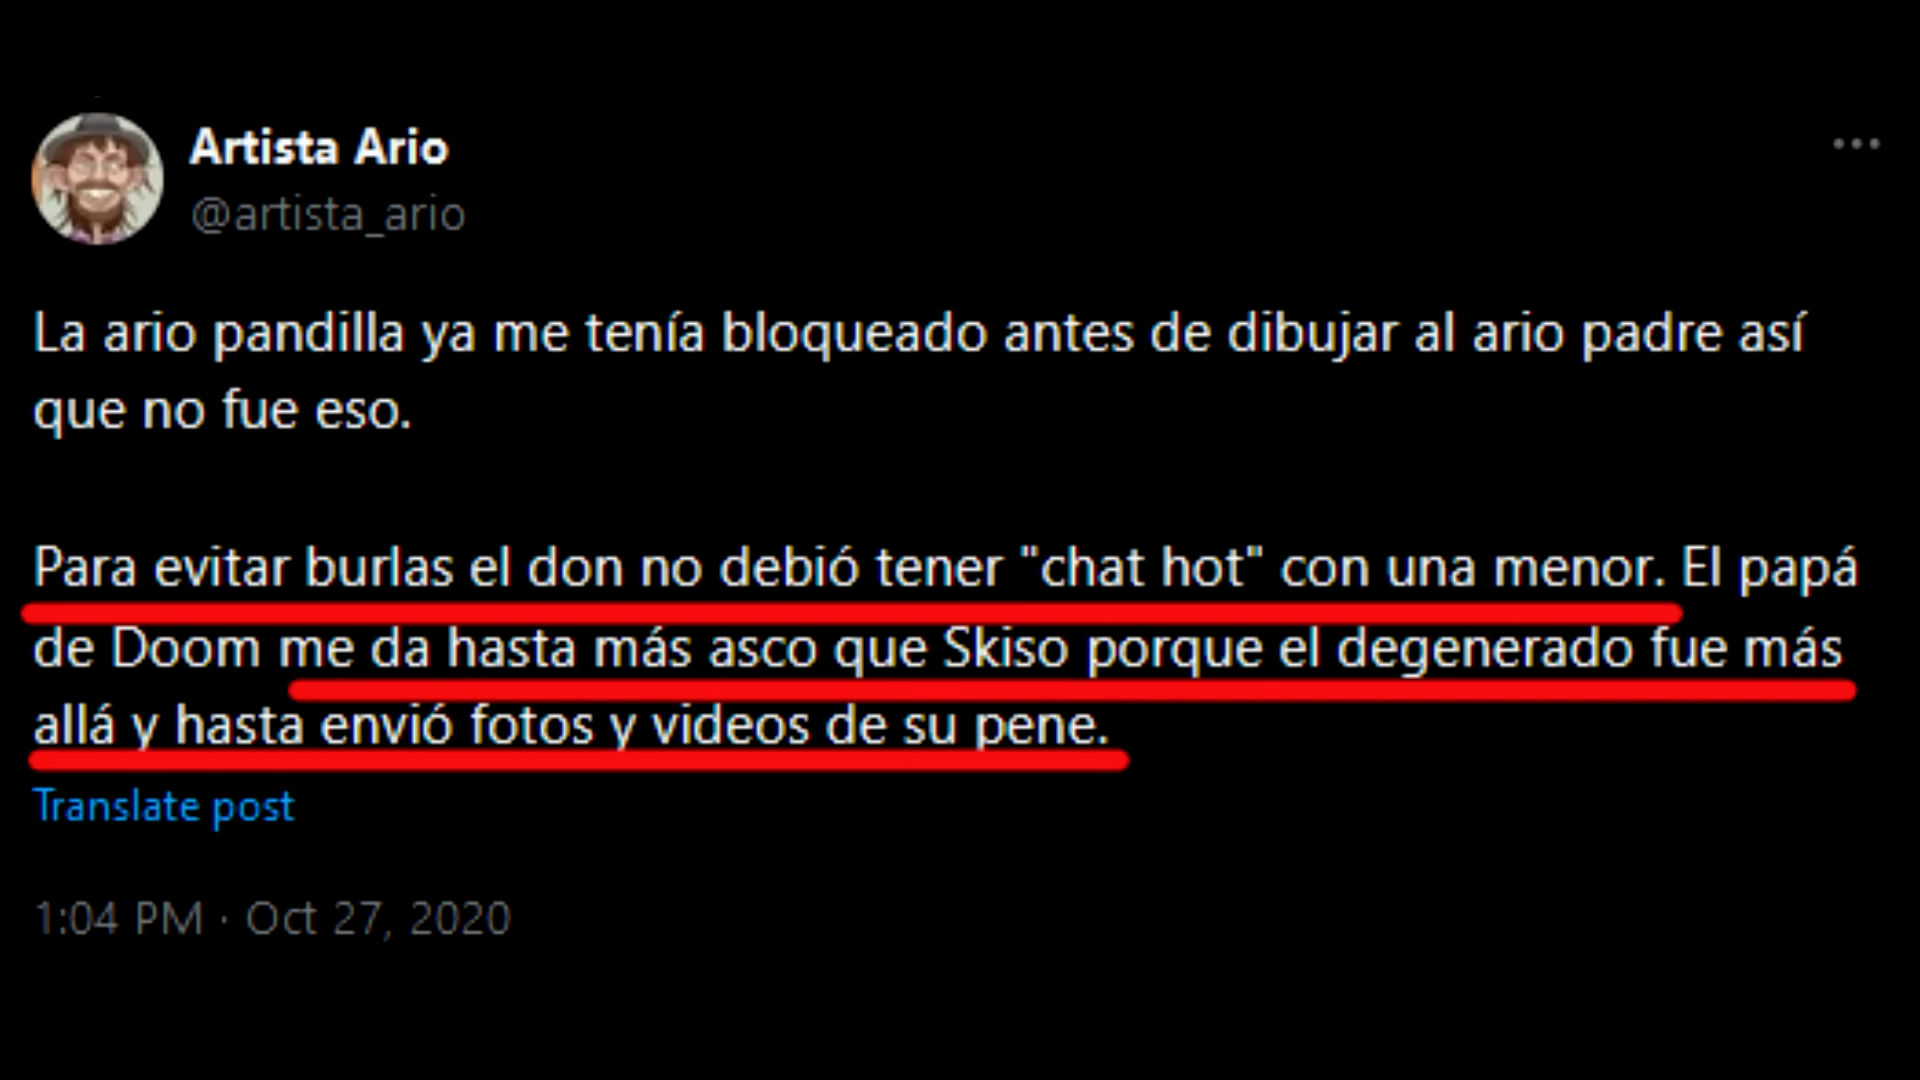 Artista Ario
@artista_ario
La ario pandilla ya me tenía bloqueado antes de dibujar al ario padre así
que no fue eso.
Para evitar burlas el don no debió tener "chat hot" con una menor. El papá
de Doom me da hasta más asco que Skiso porque el degenerado fue más
allá y hasta envió fotos y videos de su pene.
Translate post
1:04 PM · Oct 27, 2020